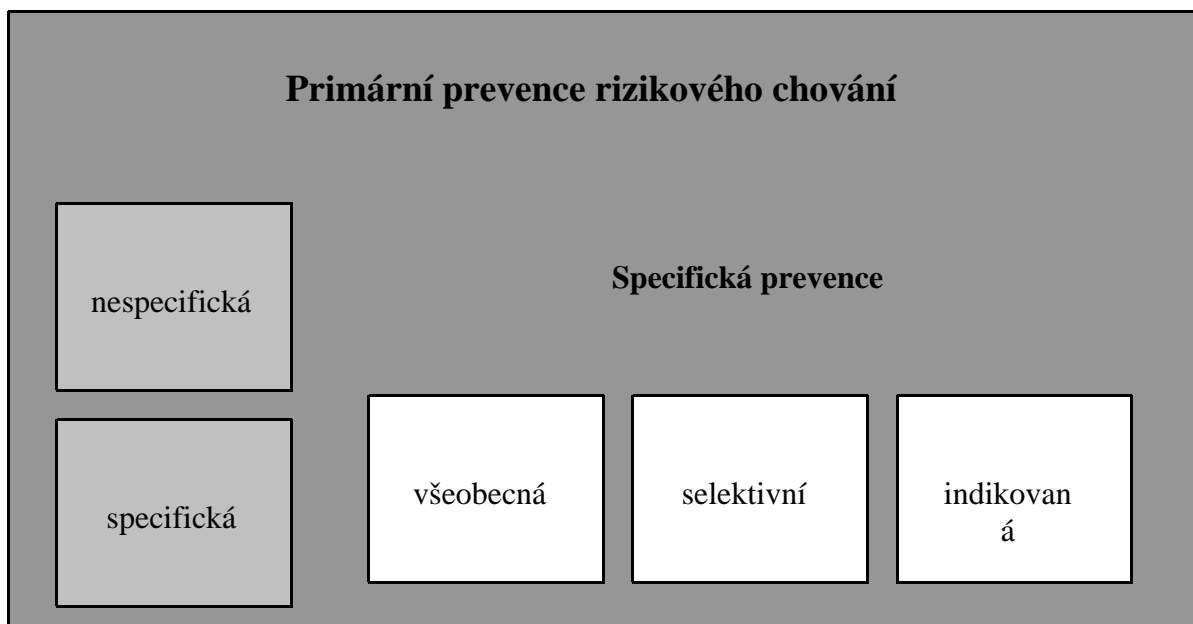 Primární prevence rizikového chování
nespecifická
Specifická prevence
specifická
všeobecná
selektivní
indikovan
á